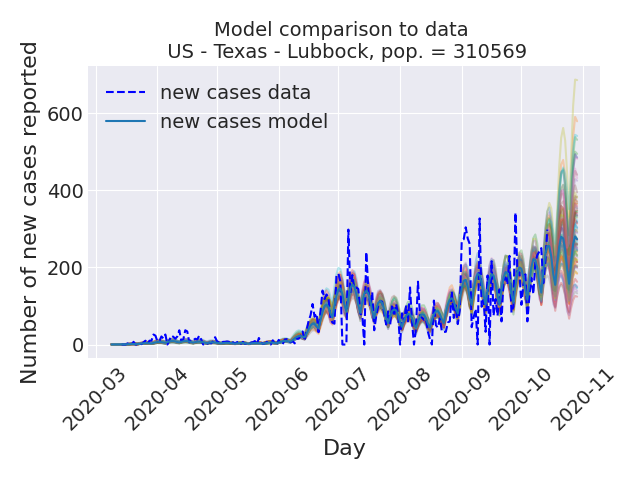 Model comparison to data
US - Texas - Lubbock, pop. = 310569
new cases data
new cases model
Number of new cases reported
600
400
200
0
2020-03
2020-04
2020-05
2020-06
2020-07
2020-08
2020-09
2020-10
2020-11
Day